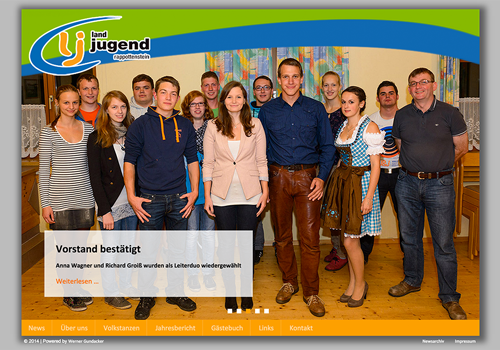 land
jugend
rappottenstein
Vorstand bestätigt
Anna Wagner und Richard Groiß wurden als Leiterduo wiedergewählt
Weiterlesen ...
News Über uns Volkstanzen Jahresbericht Gästebuch Links Kontakt
© 2014 | Powered by Werner Gundacker Newsarchiv Impressum